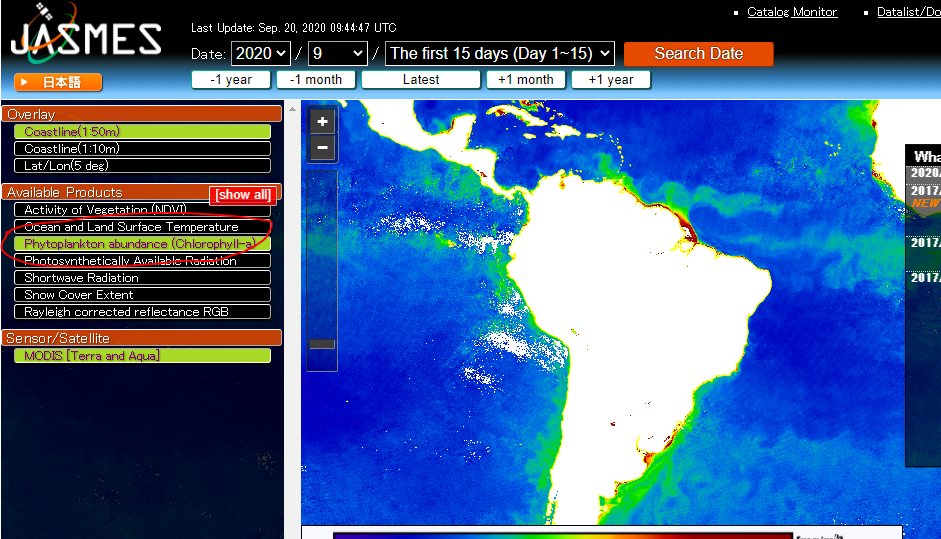 JASMES
Catalog Monitor
Last Update: Sep. 20, 2020 09:44:47 UTC
Date: 2020 / 9 / The first 15 days (Day 1~15) Search Date
日本語
-1 year -1 month Latest +1 month +1 year
Overlay
Coastline(1:50m)
Coastline(1:10m)
Lat/Lon(5 deg)
Available Products
[show all]
Activity of Vegetation (NDVI)
Ocean and Land Surface Temperature
Phytoplankton abundance (Chlorophyll-a)
Photosynthetically Available Radiation
Shortwave Radiation
Snow Cover Extent
Rayleigh corrected reflectance RGB
Sensor/Satellite
MODIS [Terra and Aqua]
+
−
2020/
2017/
NEW
2017/
2017/